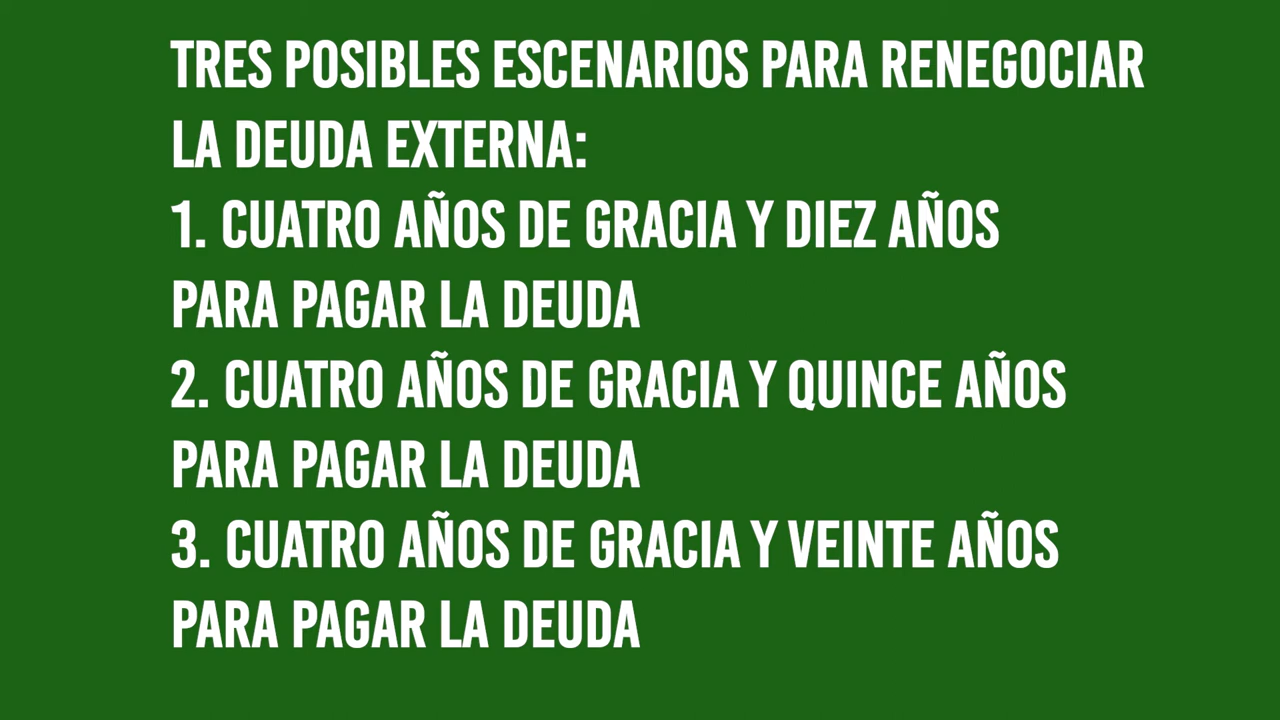 TRES POSIBLES ESCENARIOS PARA RENEGOCIAR
LA DEUDA EXTERNA:
1. CUATRO AÑOS DE GRACIA Y DIEZ AÑOS
PARA PAGAR LA DEUDA
2. CUATRO AÑOS DE GRACIA Y QUINCE AÑOS
PARA PAGAR LA DEUDA
3. CUATRO AÑOS DE GRACIA Y VEINTE AÑOS
PARA PAGAR LA DEUDA